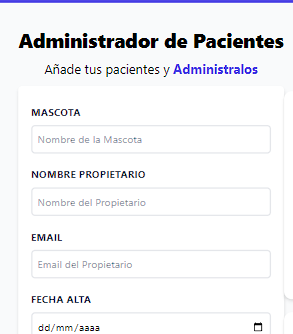 Administrador de Pacientes
Añade tus pacientes y Administralos
MASCOTA
Nombre de la Mascota
NOMBRE PROPIETARIO
Nombre del Propietario
EMAIL
Email del Propietario
FECHA ALTA
dd/mm/aaaa